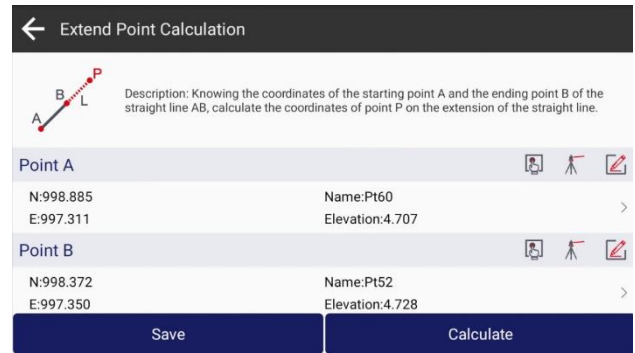 Extend Point Calculation
P
B
L
A
Description: Knowing the coordinates of the starting point A and the ending point B of the
straight line AB, calculate the coordinates of point P on the extension of the straight line.
Point A
N:998.885 Name:Pt60
E:997.311 Elevation:4.707
Point B
N:998.372 Name:Pt52
E:997.350 Elevation:4.728
Save Calculate